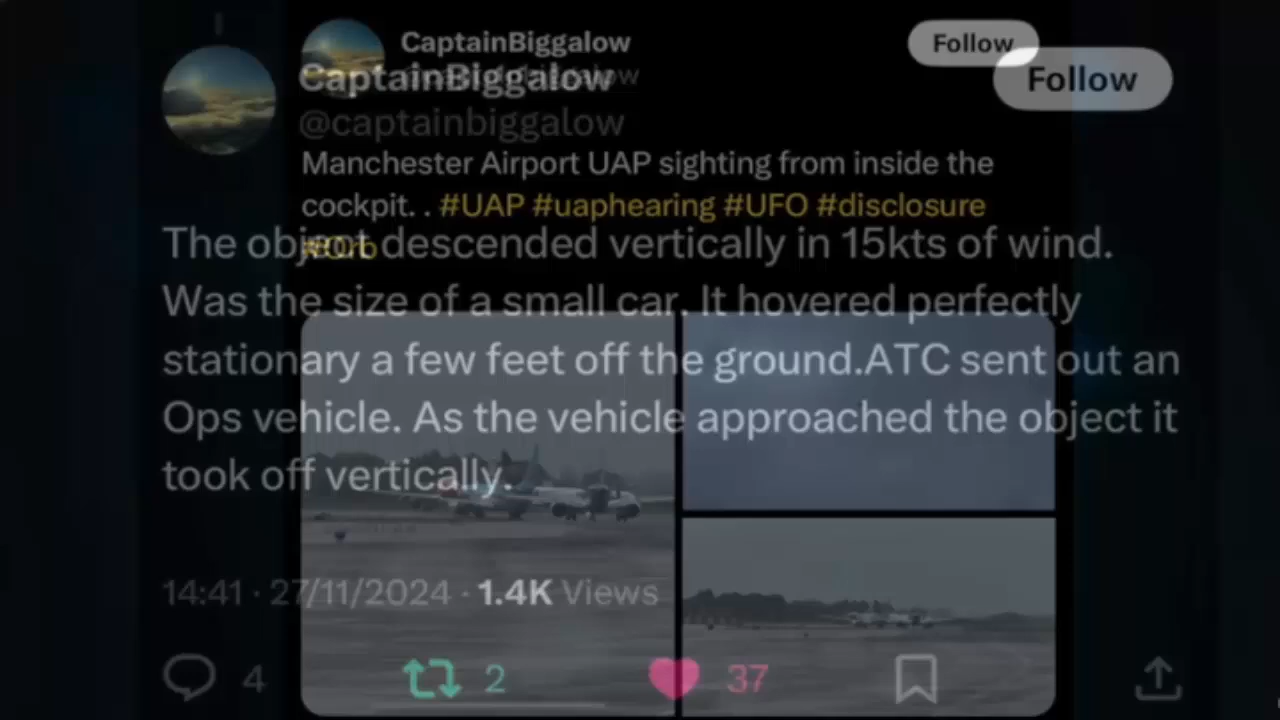 CaptainBiggalow
Follow
CaptainBiggalow
Follow
@captainbiggalow
Manchester Airport UAP sighting from inside the
cockpit. . #UAP #uaphearing #UFO #disclosure
#Orb
The object descended vertically in 15kts of wind.
Was the size of a small car. It hovered perfectly
stationary a few feet off the ground.ATC sent out an
Ops vehicle. As the vehicle approached the object it
took off vertically.
14:41 · 27/11/2024 · 1.4K Views
4 2 37